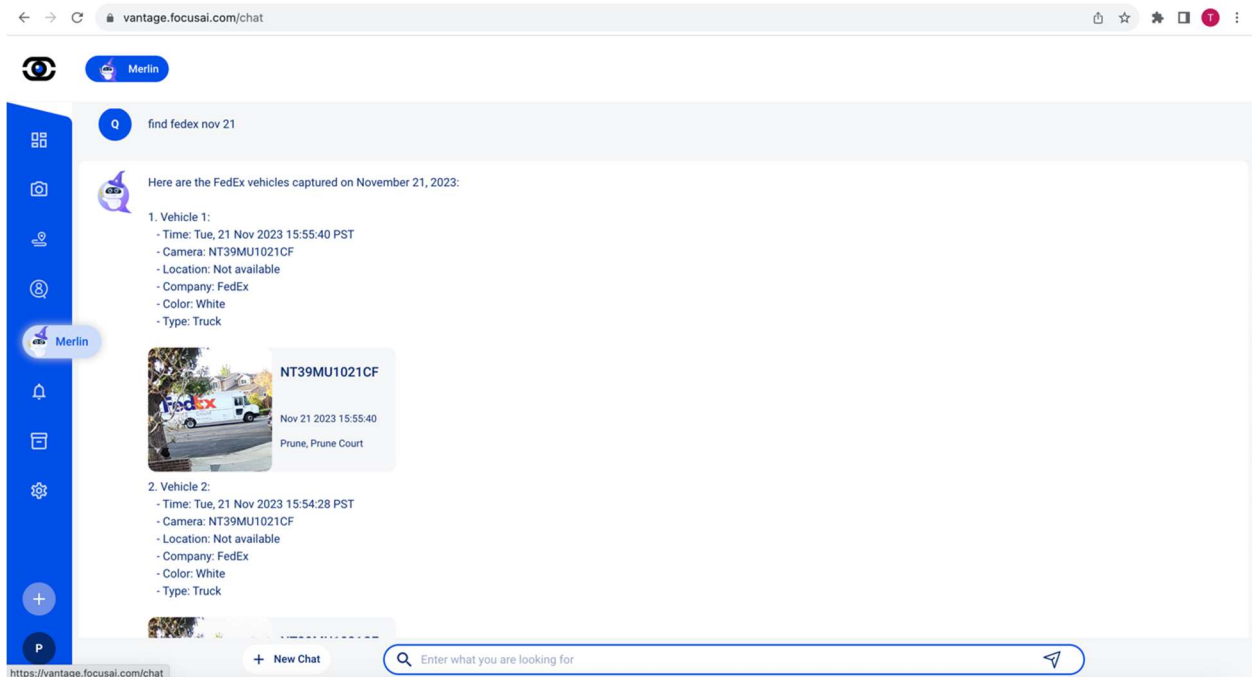 vantage.focusai.com/chat
T
Merlin
Q
find fedex nov 21
Here are the FedEx vehicles captured on November 21, 2023:
1. Vehicle 1:
- Time: Tue, 21 Nov 2023 15:55:40 PST
- Camera: NT39MU1021CF
- Location: Not available
- Company: FedEx
- Color: White
- Type: Truck
Merlin
FedEx
NT39MU1021CF
Nov 21 2023 15:55:40
Prune, Prune Court
2. Vehicle 2:
- Time: Tue, 21 Nov 2023 15:54:28 PST
- Camera: NT39MU1021CF
- Location: Not available
- Company: FedEx
- Color: White
- Type: Truck
+
P
+ New Chat
Enter what you are looking for
https://vantage.focusai.com/chat